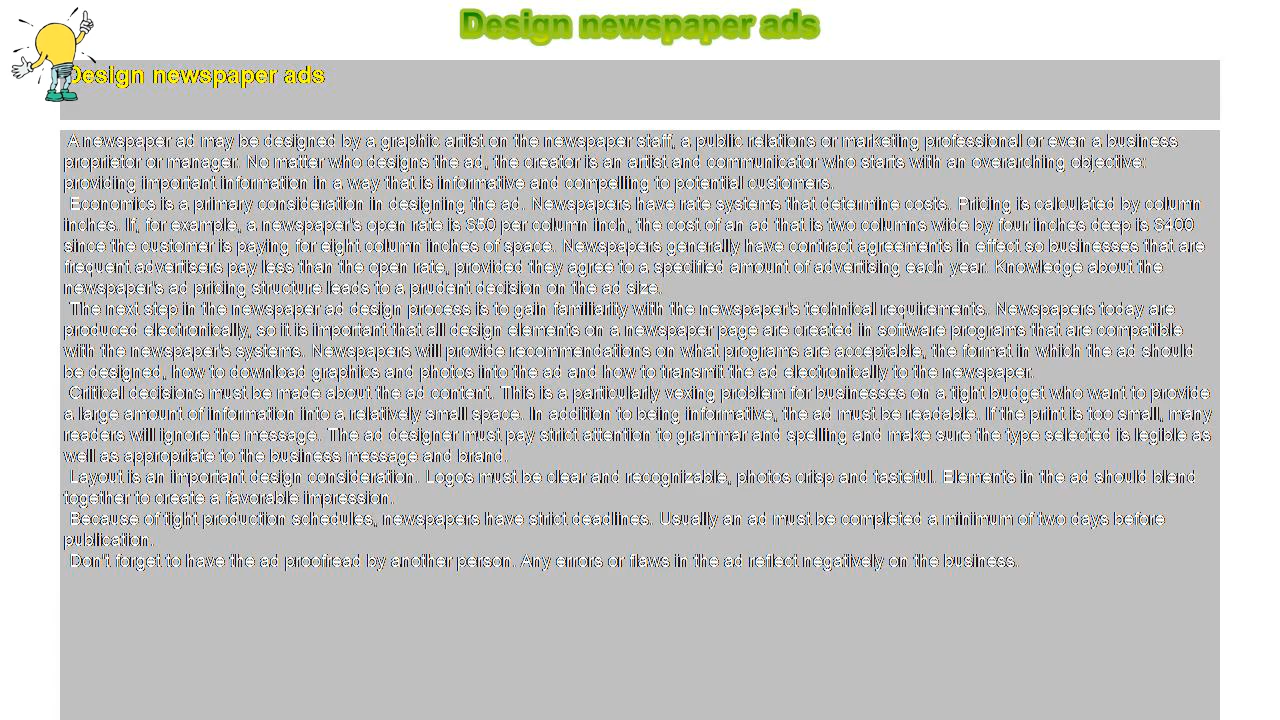 Design newspaper ads
Design newspaper ads
A newspaper ad may be designed by a graphic artist on the newspaper staff, a public relations or marketing professional or even a business
proprietor or manager. No matter who designs the ad, the creator is an artist and communicator who starts with an overarching objective:
providing important information in a way that is informative and compelling to potential customers.
Economics is a primary consideration in designing the ad. Newspapers have rate systems that determine costs. Pricing is calculated by column
inches. If, for example, a newspaper's open rate is $50 per column inch, the cost of an ad that is two columns wide by four inches deep is $400
since the customer is paying for eight column inches of space. Newspapers generally have contract agreements in effect so businesses that are
frequent advertisers pay less than the open rate, provided they agree to a specified amount of advertising each year. Knowledge about the
newspaper's ad pricing structure leads to a prudent decision on the ad size.
The next step in the newspaper ad design process is to gain familiarity with the newspaper's technical requirements. Newspapers today are
produced electronically, so it is important that all design elements on a newspaper page are created in software programs that are compatible
with the newspaper's systems. Newspapers will provide recommendations on what programs are acceptable, the format in which the ad should
be designed, how to download graphics and photos into the ad and how to transmit the ad electronically to the newspaper.
Critical decisions must be made about the ad content. This is a particularly vexing problem for businesses on a tight budget who want to provide
a large amount of information into a relatively small space. In addition to being informative, the ad must be readable. If the print is too small, many
readers will ignore the message. The ad designer must pay strict attention to grammar and spelling and make sure the type selected is legible as
well as appropriate to the business message and brand.
Layout is an important design consideration. Logos must be clear and recognizable, photos crisp and tasteful. Elements in the ad should blend
together to create a favorable impression.
Because of tight production schedules, newspapers have strict deadlines. Usually an ad must be completed a minimum of two days before
publication.
Don't forget to have the ad proofread by another person. Any errors or flaws in the ad reflect negatively on the business.